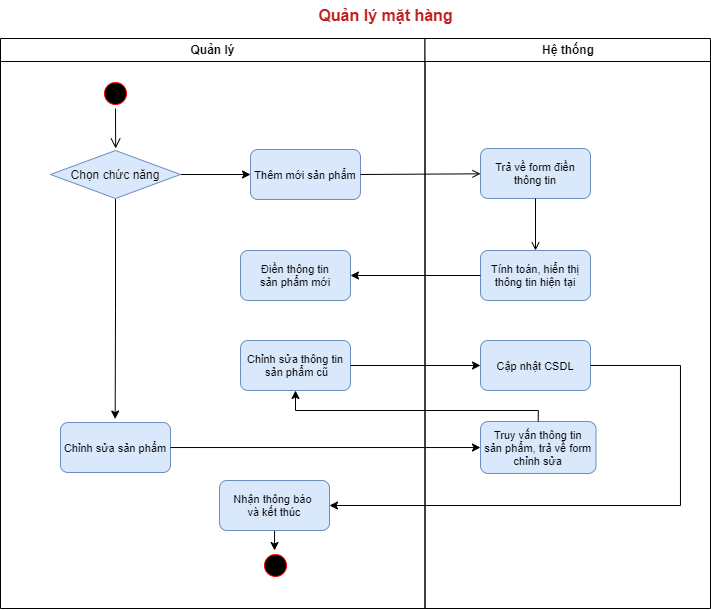 Quản lý mặt hàng
Quản lý
Hệ thống
Chọn chức năng
Thêm mới sản phẩm
Trả về form điền
thông tin
Điền thông tin
sản phẩm mới
Tính toán, hiển thị
thông tin hiện tại
Chỉnh sửa thông tin
sản phẩm cũ
Cập nhật CSDL
Chỉnh sửa sản phẩm
Truy vấn thông tin
sản phẩm, trả về form
chỉnh sửa
Nhận thông báo
và kết thúc